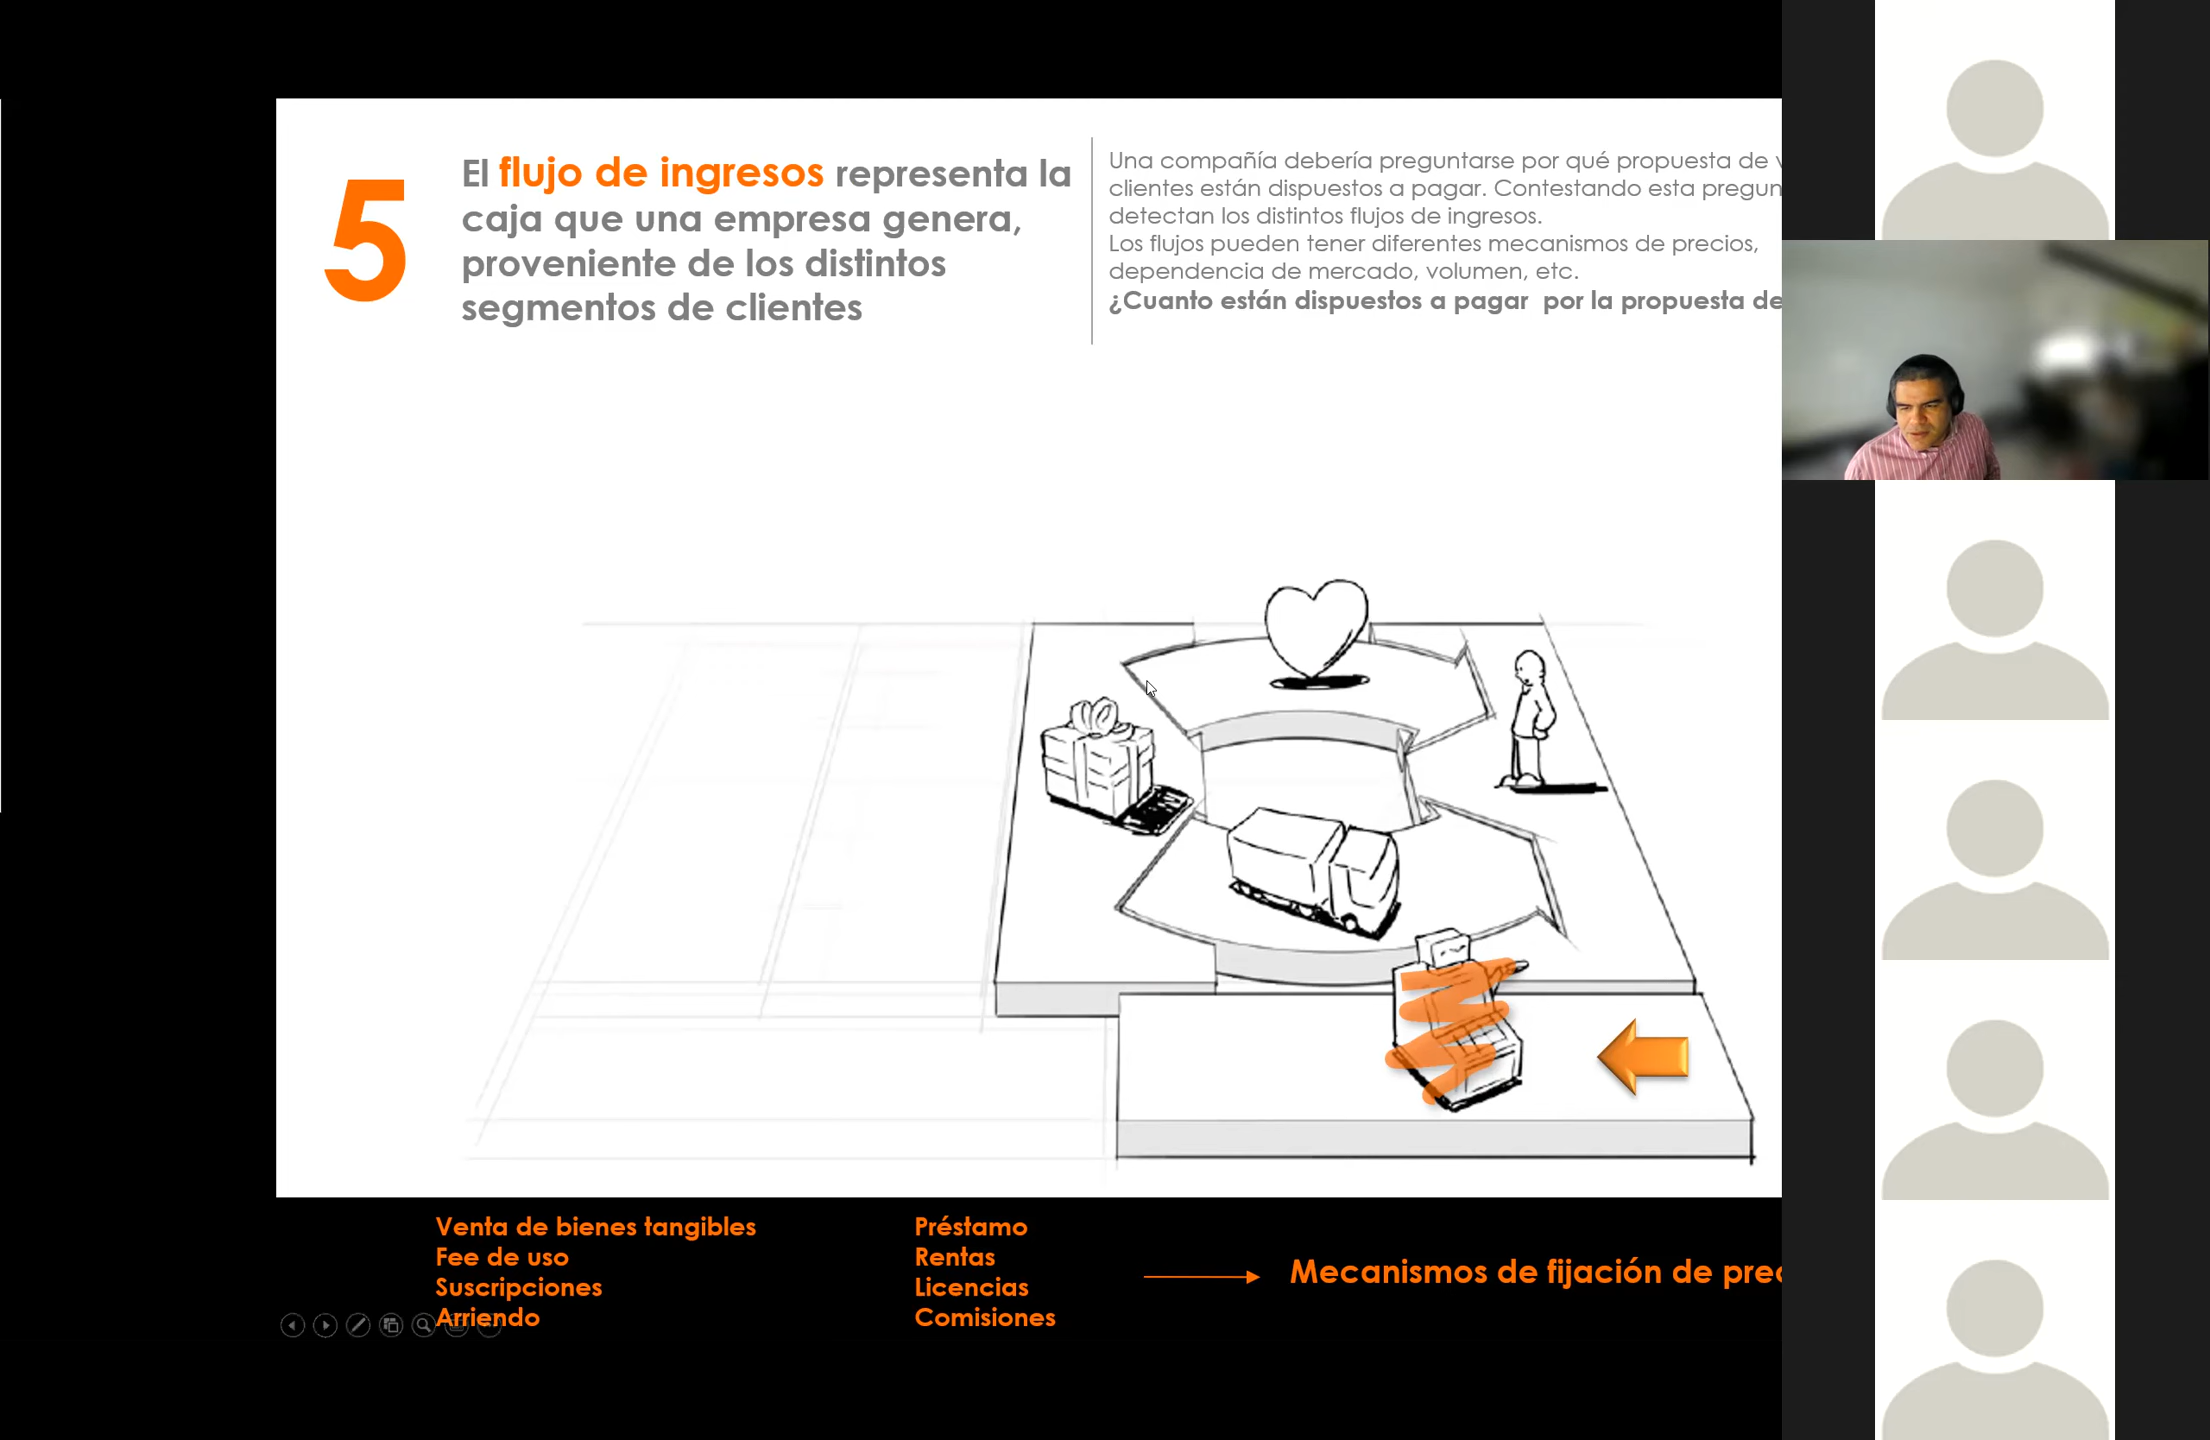 5
El flujo de ingresos representa la
caja que una empresa genera,
proveniente de los distintos
segmentos de clientes
Una compañía debería preguntarse por qué propuesta de
clientes están dispuestos a pagar. Contestando esta
detectan los distintos flujos de ingresos.
Los flujos pueden tener diferentes mecanismos de precios,
dependencia de mercado, volumen, etc.
¿Cuanto están dispuestos a pagar por la propuesta de
Venta de bienes tangibles
Fee de uso
Suscripciones
Arriendo
Préstamo
Rentas
Licencias
Comisiones
Mecanismos de fijación de